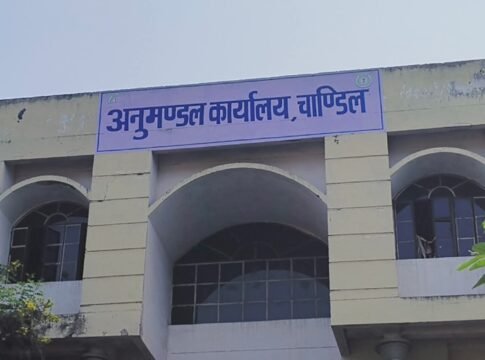 अनुमण्डल कार्यालय, चाण्डिल